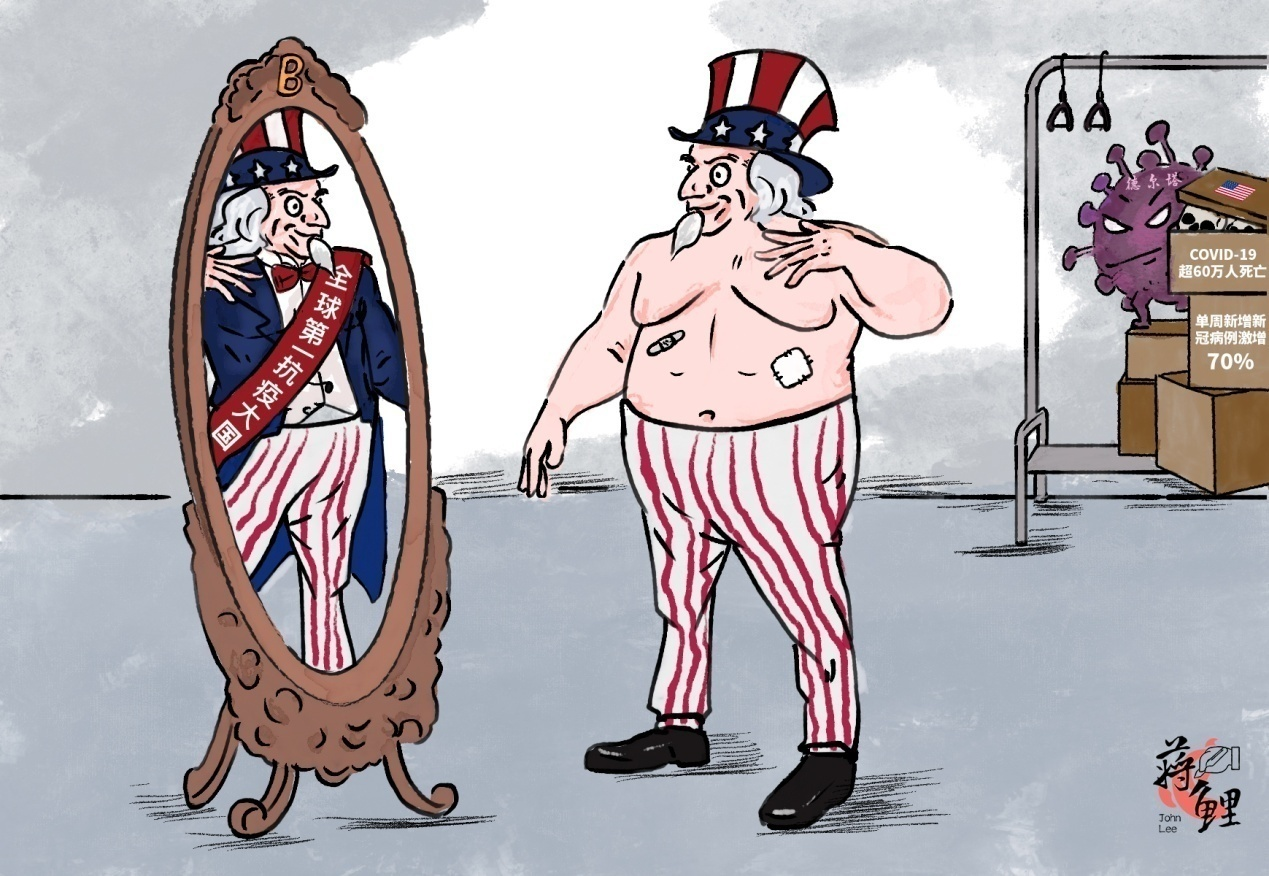 B
全球第一抗疫大国
德尔塔
COVID-19
超60万人死亡
单周新增新
冠病例激增
70%
蒋鲤
John
Lee